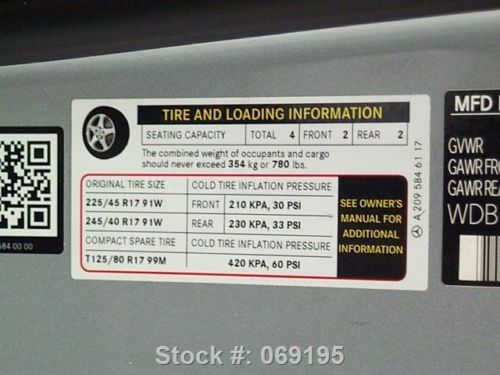 TIRE AND LOADING INFORMATION
SEATING CAPACITY TOTAL 4 FRONT 2 REAR 2
The combined weight of occupants and cargo
should never exceed 354 kg or 780 lbs.
ORIGINAL TIRE SIZE COLD TIRE INFLATION PRESSURE
225/45 R17 91W FRONT 210 KPA, 30 PSI
245/40 R17 91W REAR 230 KPA, 33 PSI
COMPACT SPARE TIRE COLD TIRE INFLATION PRESSURE
T125/80 R17 99M 420 KPA, 60 PSI
SEE OWNER'S
MANUAL FOR
ADDITIONAL
INFORMATION
A 209 584 61 17
584 00 00
MFD
GVWR
GAWR FRO
GAWR REA
WDB
Stock #: 069195